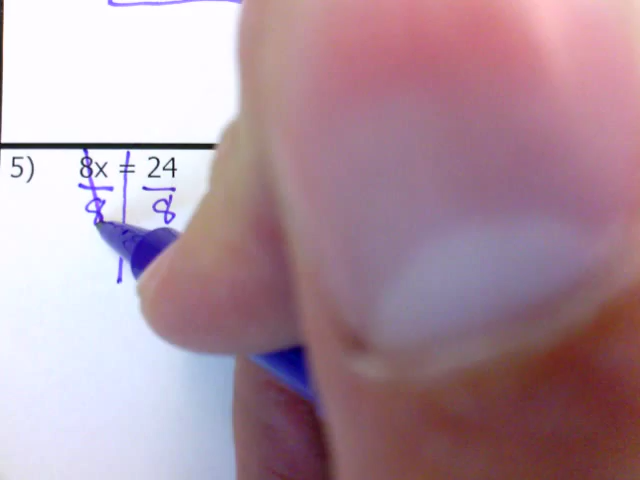 5) 8x = 24
8 8